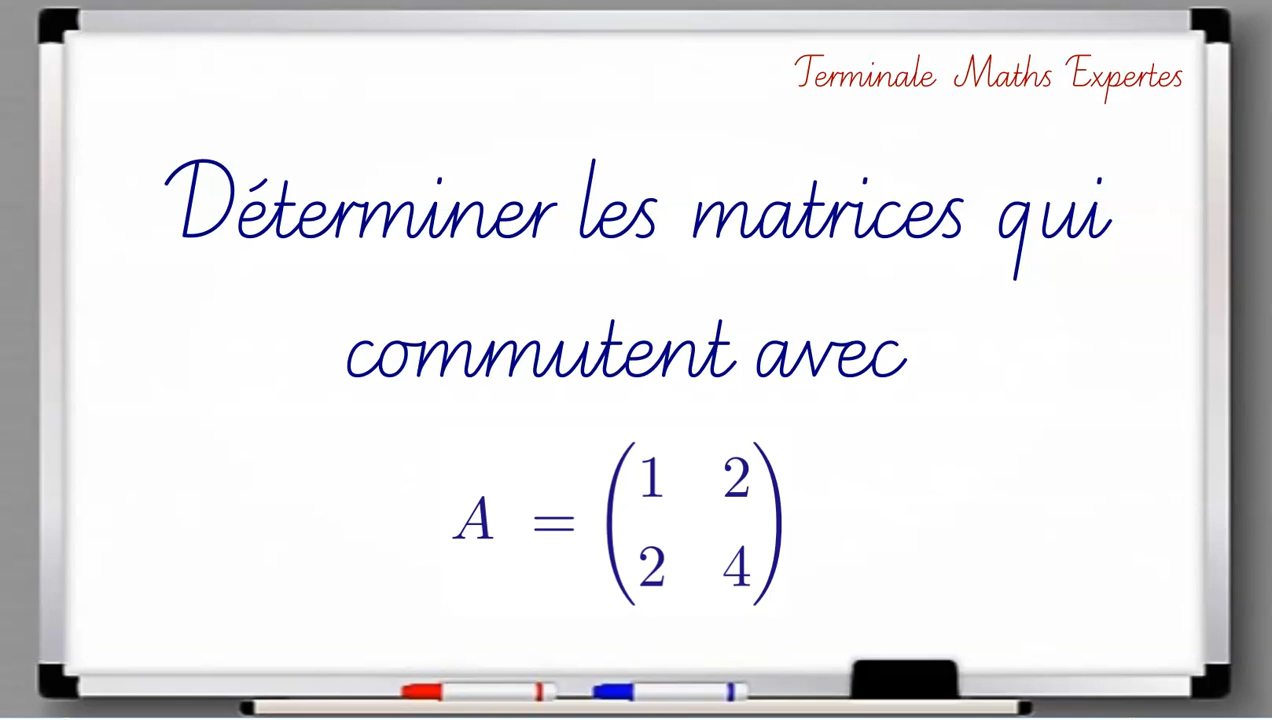 Terminale Maths Expertes
Déterminer les matrices qui
commutent avec
A = (1 2
2 4)